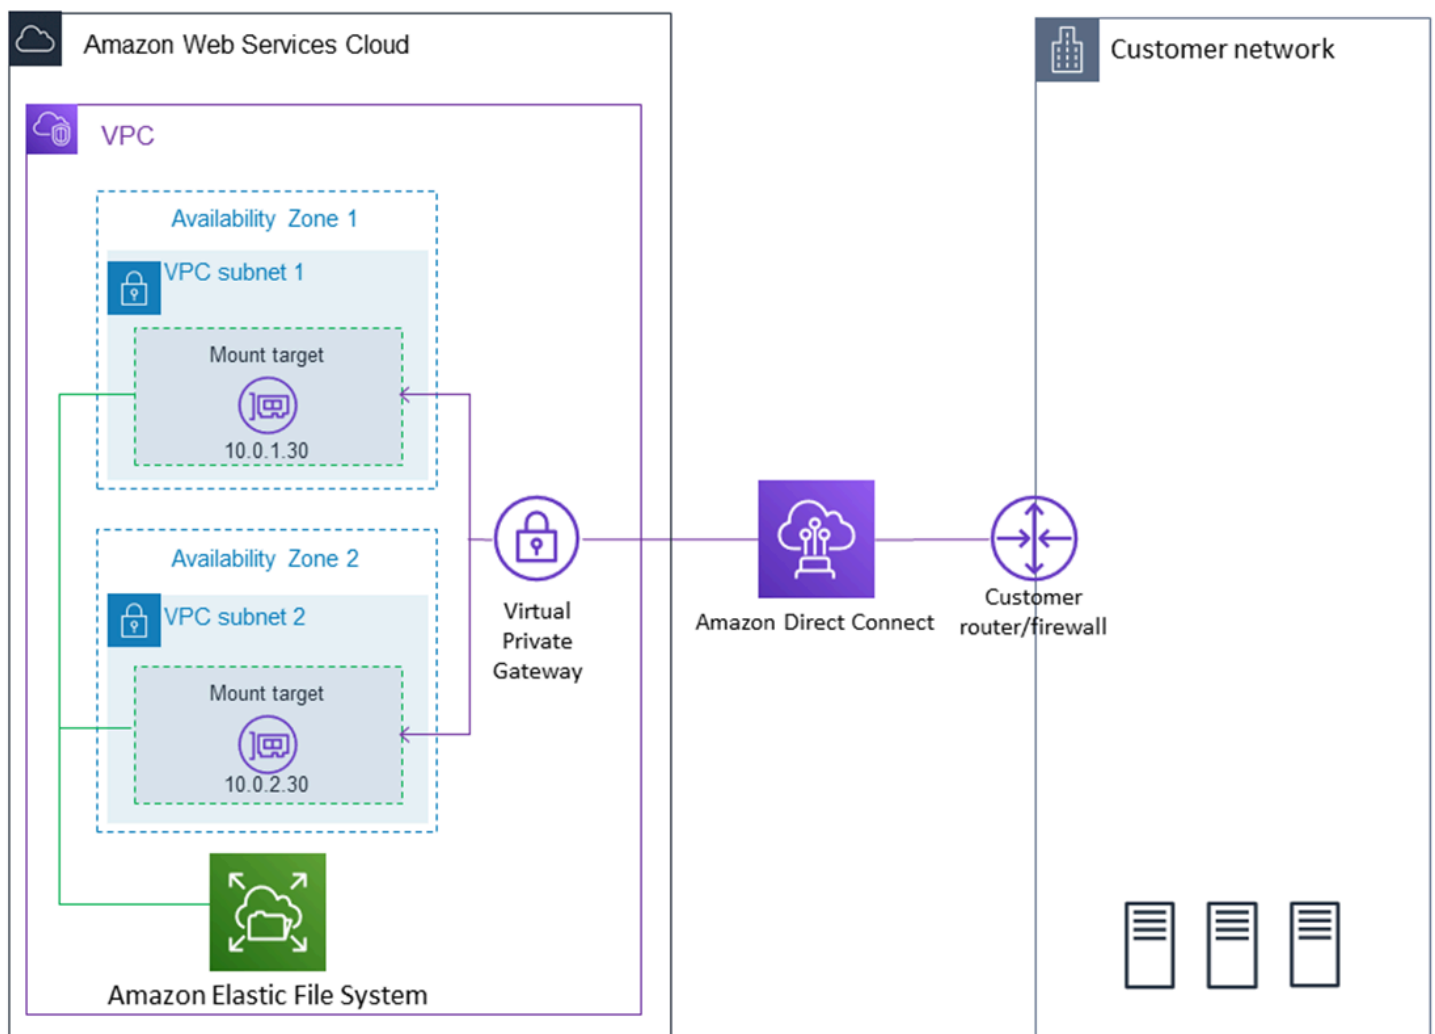 Amazon Web Services Cloud
Customer network
VPC
Availability Zone 1
VPC subnet 1
Mount target
10.0.1.30
Availability Zone 2
VPC subnet 2
Mount target
10.0.2.30
Virtual
Private
Gateway
Amazon Direct Connect
Customer
router/firewall
Amazon Elastic File System